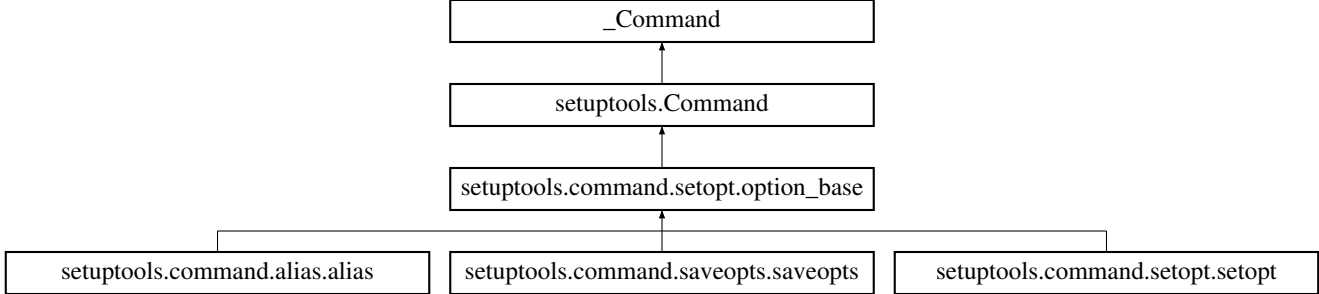 _Command
setuptools.Command
setuptools.command.setopt.option_base
setuptools.command.alias.alias
setuptools.command.saveopts.saveopts
setuptools.command.setopt.setopt